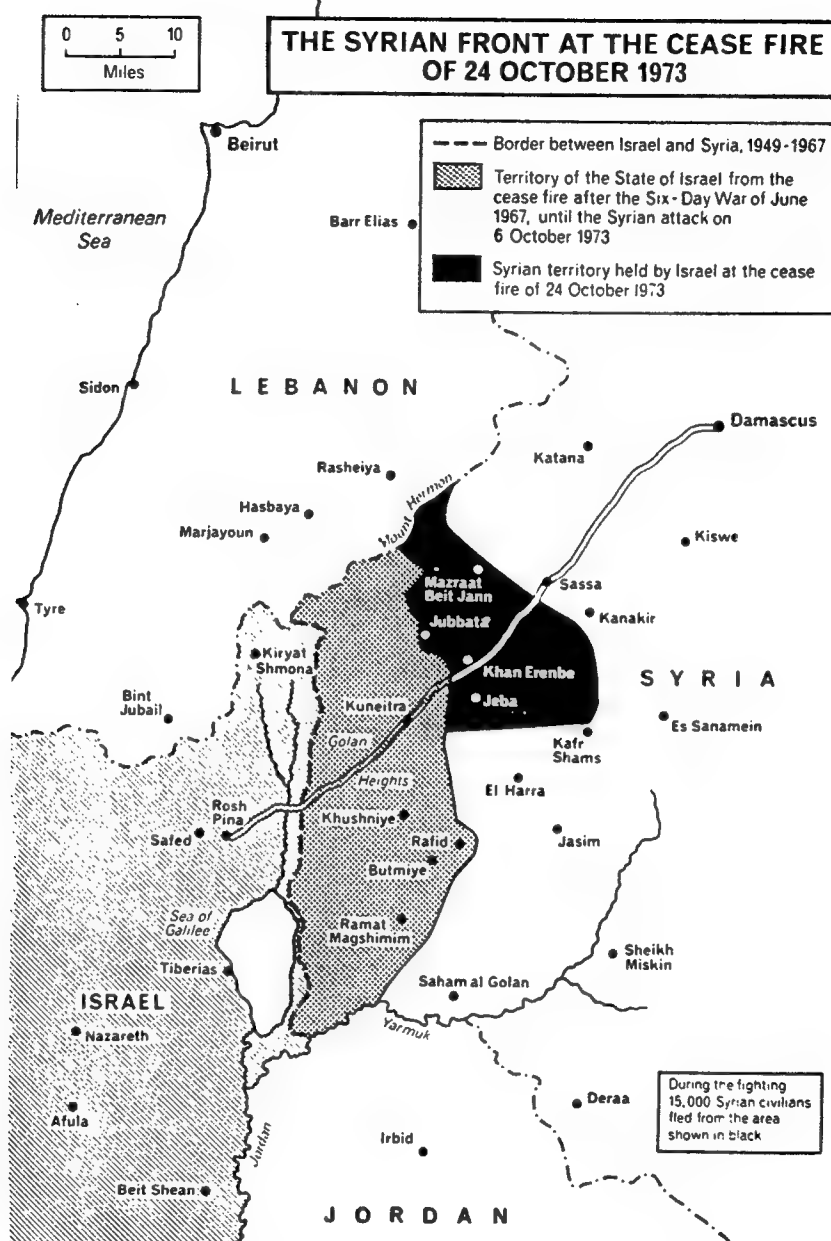 0 5 10
Miles
THE SYRIAN FRONT AT THE CEASE FIRE
OF 24 OCTOBER 1973
Border between Israel and Syria, 1949-1967
Territory of the State of Israel from the
cease fire after the Six-Day War of June
1967, until the Syrian attack on
6 October 1973
Syrian territory held by Israel at the cease
fire of 24 October 1973
Beirut
Mediterranean
Sea
Barr Elias
Sidon
LEBANON
Damascus
Katana
Rasheiya
Mount Hermon
Hasbaya
Marjayoun
Kiswe
Mazraat
Beit Jann
Sassa
Tyre
Kanakir
Jubbata
Kiryat
Shmona
Khan Erenbe
SYRIA
Bint
Jubail
Jeba
Kuneitra
Es Sanamein
Golan
Heights
Kafr
Shams
El Harra
Rosh
Pina
Safed
Khushniye
Rafid
Jasim
Butmiye
Sea of
Galilee
Ramat
Magshimim
Sheikh
Miskin
Tiberias
Saham al Golan
ISRAEL
Yarmuk
Nazareth
Afula
Deraa
During the fighting
15,000 Syrian civilians
fled from the area
shown in black
Irbid
Jordan
Beit Shean
JORDAN